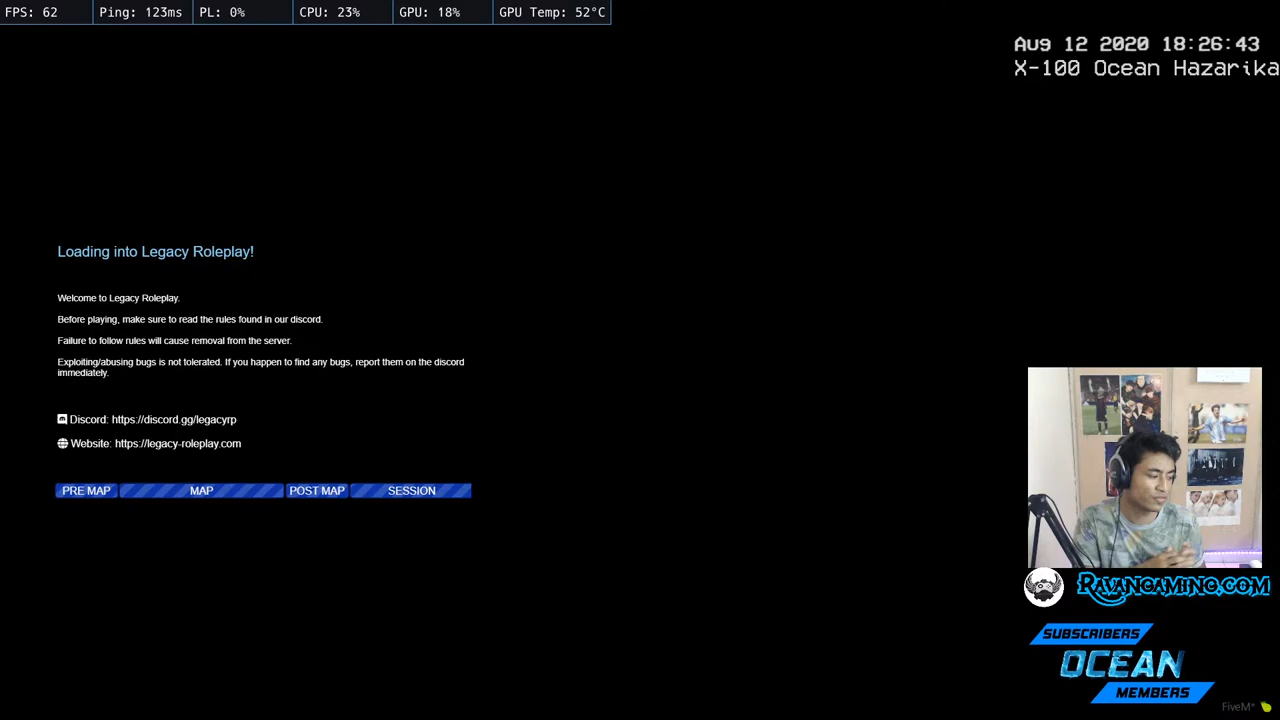 FPS: 62 Ping: 123ms PL: 0% CPU: 23% GPU: 18% GPU Temp: 52°C
Aug 12 2020 18:26:43
X-100 Ocean Hazarika
Loading into Legacy Roleplay!
Welcome to Legacy Roleplay.
Before playing, make sure to read the rules found in our discord.
Failure to follow rules will cause removal from the server.
Exploiting/abusing bugs is not tolerated. If you happen to find any bugs, report them on the discord
immediately.
Discord: https://discord.gg/legacyrp
Website: https://legacy-roleplay.com
PRE MAP MAP POST MAP SESSION
RAVANGAMING.COM
SUBSCRIBERS
OCEAN
MEMBERS
FiveM*